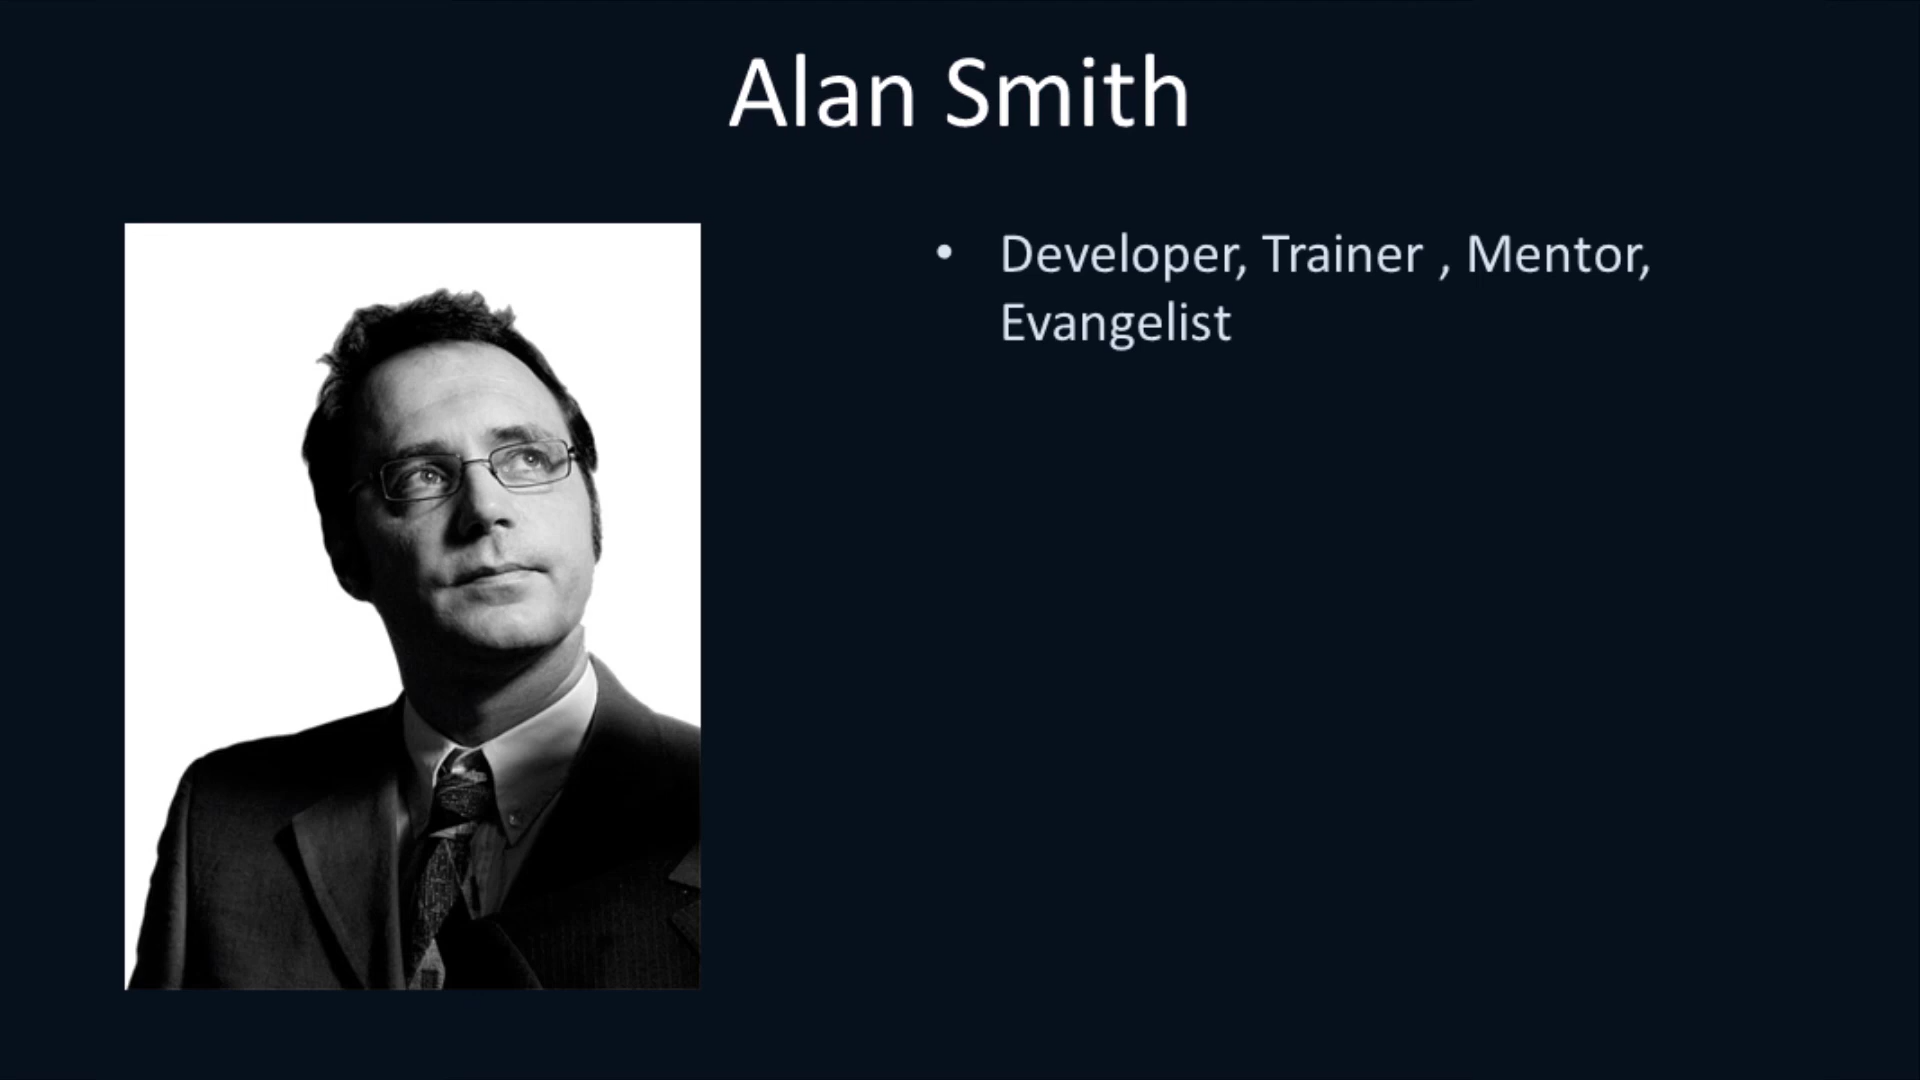 Alan Smith
• Developer, Trainer , Mentor,
Evangelist